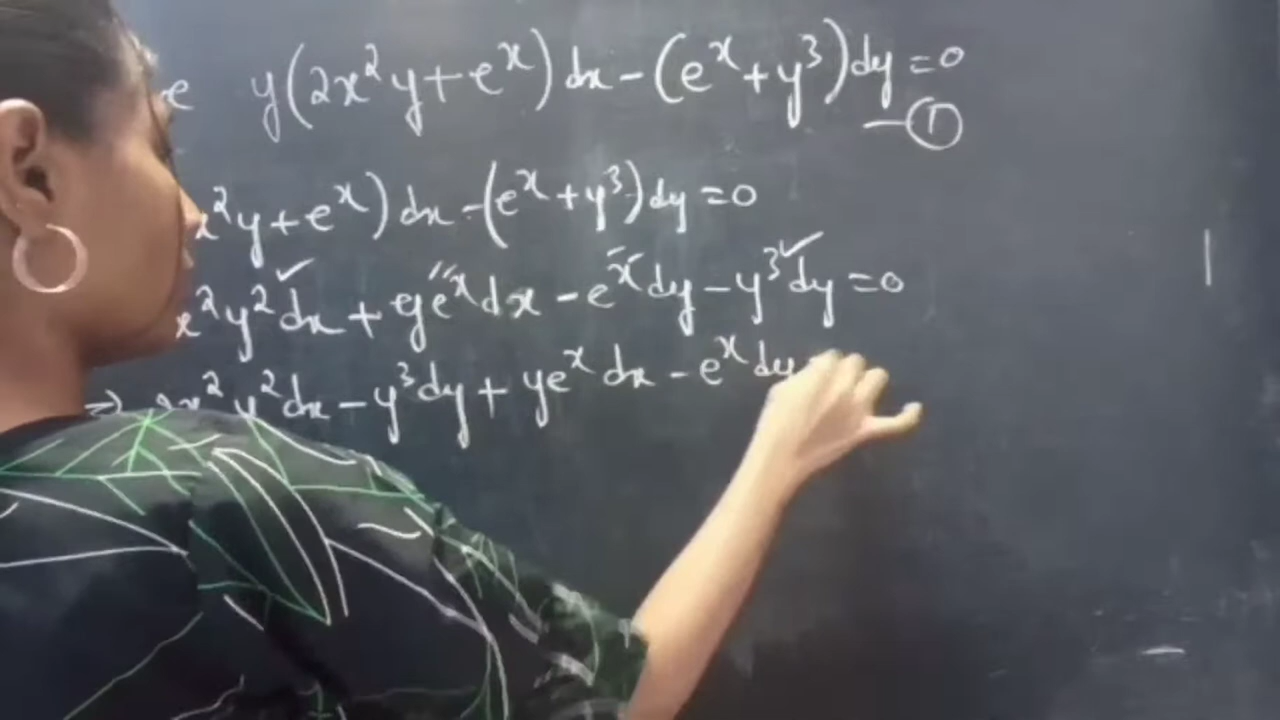 y(2x²y+eˣ)dx-(eˣ+y³)dy=0
-①
x²y+eˣ)dx-(eˣ+y³)dy=0
x²y²dx+yeˣdx-eˣdy-y³dy=0
⇒ 2x²y²dx-y³dy+yeˣdx-eˣdy